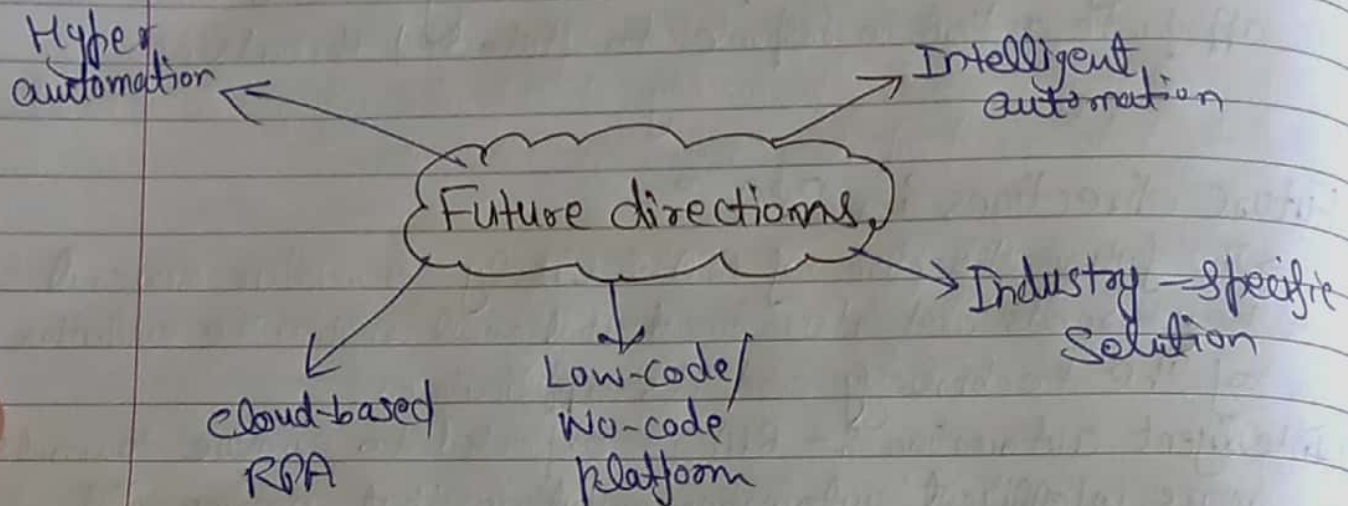 Hyper
automation
Intelligent
automation
Future directions
Industry-specific
Solution
cloud-based
RPA
Low-code/
No-code
platform